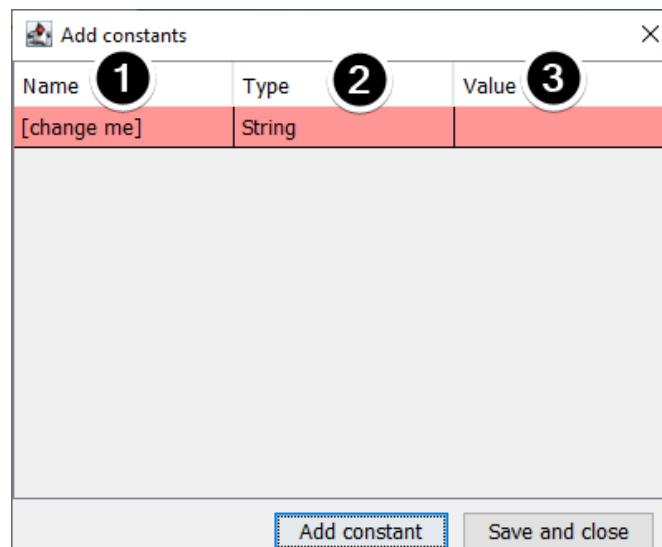 Add constants
Name 1 Type 2 Value 3
[change me] String
Add constant Save and close